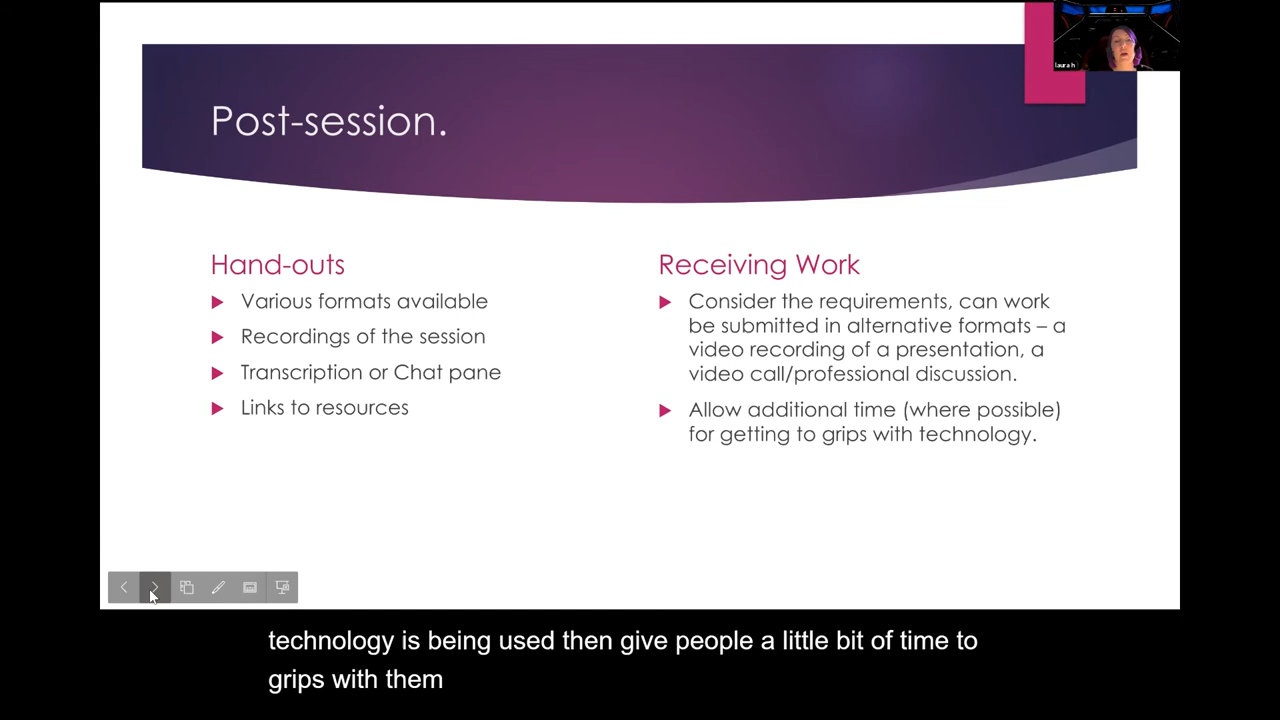 laura h
Post-session.
Hand-outs
Various formats available
Recordings of the session
Transcription or Chat pane
Links to resources
Receiving Work
Consider the requirements, can work
be submitted in alternative formats – a
video recording of a presentation, a
video call/professional discussion.
Allow additional time (where possible)
for getting to grips with technology.
technology is being used then give people a little bit of time to
grips with them